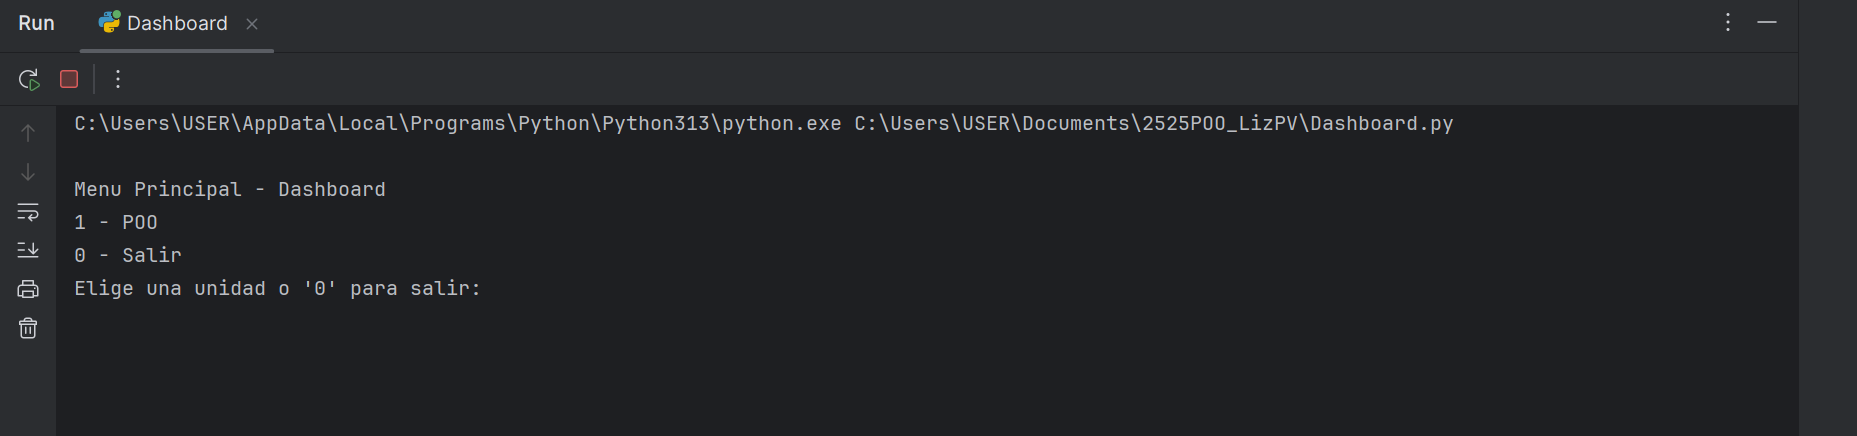 Run Dashboard
C:\Users\USER\AppData\Local\Programs\Python\Python313\python.exe C:\Users\USER\Documents\2525POO_LizPV\Dashboard.py
Menu Principal - Dashboard
1 - POO
0 - Salir
Elige una unidad o '0' para salir: